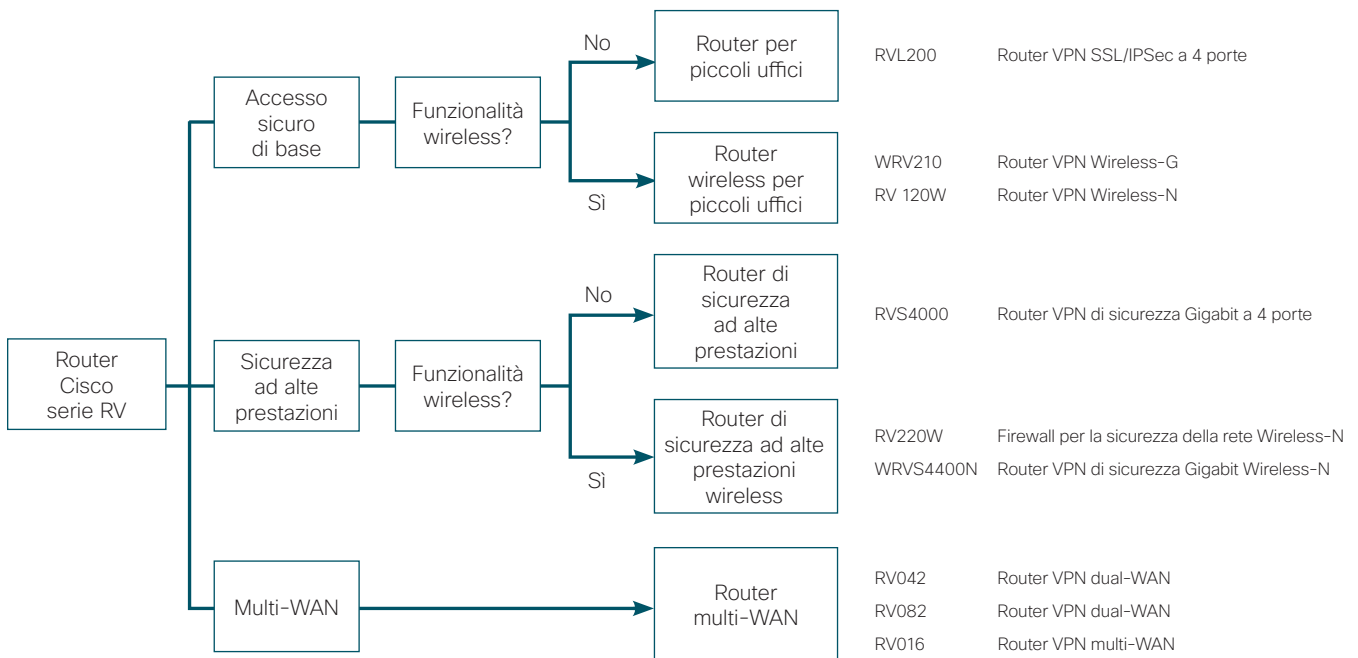 Router
Cisco
serie RV
Accesso
sicuro
di base
Funzionalità
wireless?
No
Router per
piccoli uffici
RVL200 Router VPN SSL/IPSec a 4 porte
Sì
Router
wireless per
piccoli uffici
WRV210 Router VPN Wireless-G
RV 120W Router VPN Wireless-N
Sicurezza
ad alte
prestazioni
Funzionalità
wireless?
No
Router di
sicurezza
ad alte
prestazioni
RVS4000 Router VPN di sicurezza Gigabit a 4 porte
Sì
Router di
sicurezza ad alte
prestazioni
wireless
RV220W Firewall per la sicurezza della rete Wireless-N
WRVS4400N Router VPN di sicurezza Gigabit Wireless-N
Multi-WAN
Router
multi-WAN
RV042 Router VPN dual-WAN
RV082 Router VPN dual-WAN
RV016 Router VPN multi-WAN